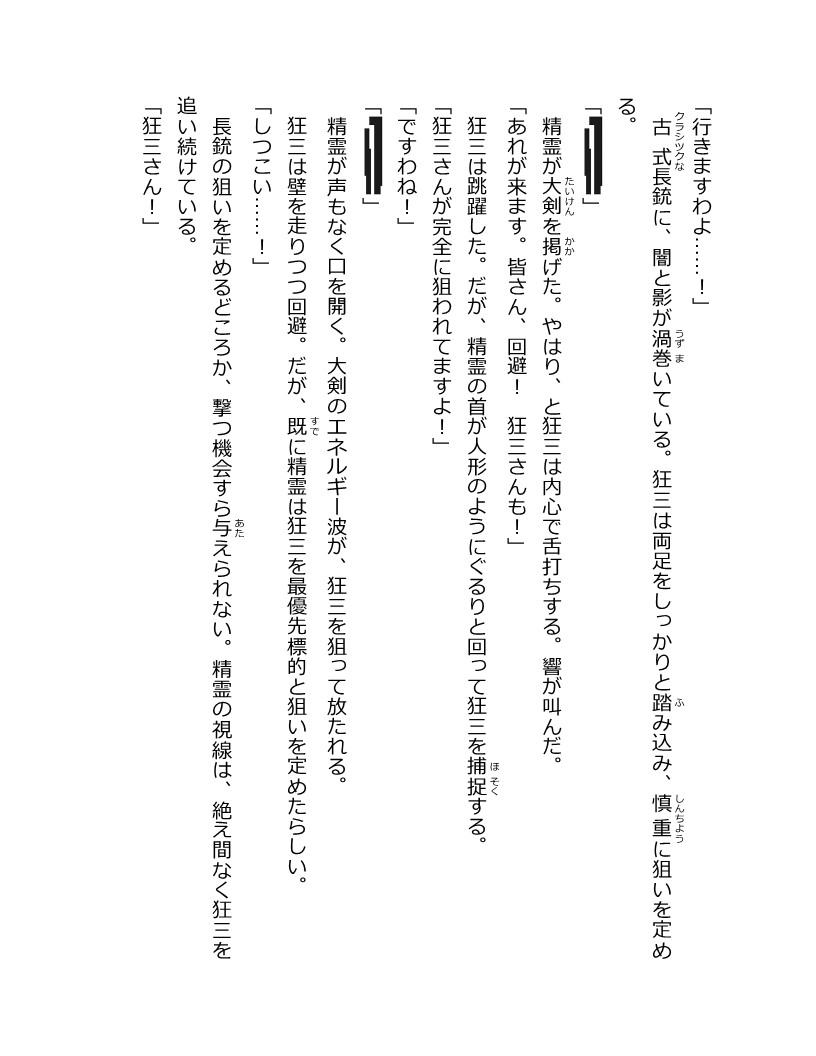 「行きますわよ……！」
　古式長銃に、闇と影が渦巻いている。狂三は両足をしっかりと踏み込み、慎重に狙いを定め
る。
「　　　」
　精霊が大剣を掲げた。やはり、と狂三は内心で舌打ちする。響が叫んだ。
「あれが来ます。皆さん、回避！　狂三さんも！」
　狂三は跳躍した。だが、精霊の首が人形のようにぐるりと回って狂三を捕捉する。
「狂三さんが完全に狙われてますよ！」
「ですわね！」
「　　　」
　精霊が声もなく口を開く。大剣のエネルギー波が、狂三を狙って放たれる。
　狂三は壁を走りつつ回避。だが、既に精霊は狂三を最優先標的と狙いを定めたらしい。
「しつこい……！」
　長銃の狙いを定めるどころか、撃つ機会すら与えられない。精霊の視線は、絶え間なく狂三を
追い続けている。
「狂三さん！」